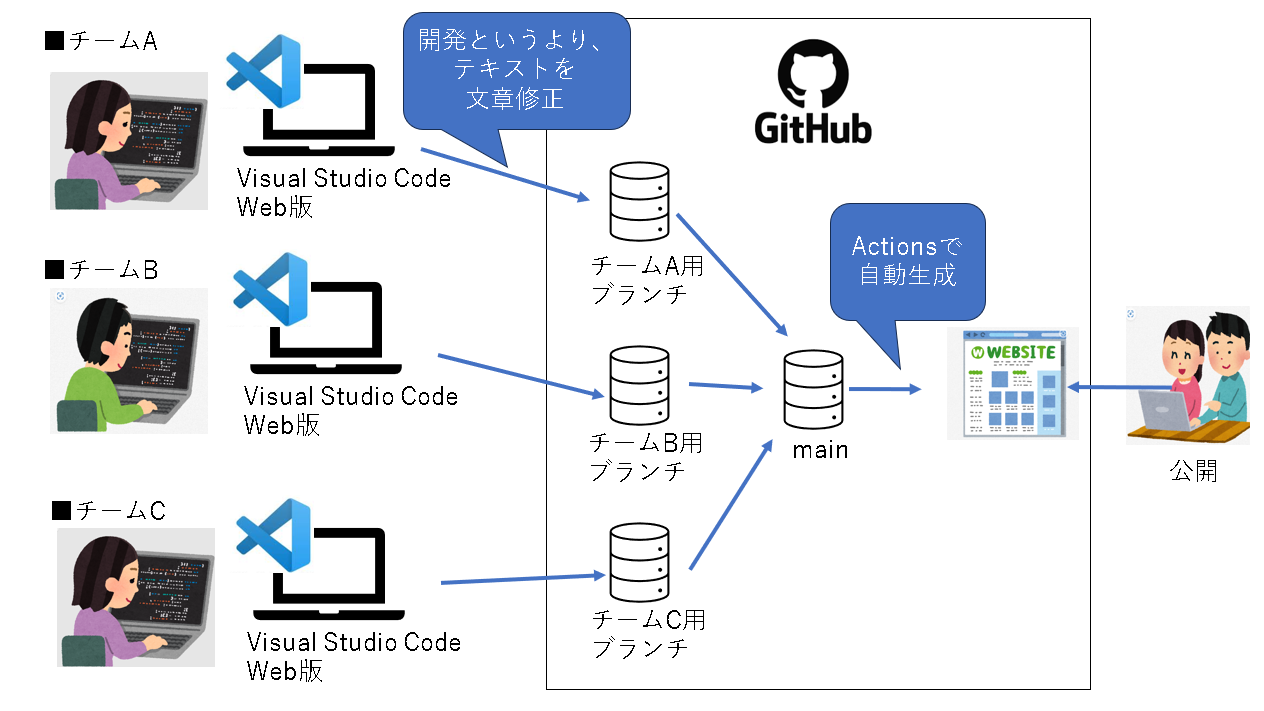 ■チームA
Visual Studio Code
Web版
開発というより、
テキストを
文章修正
GitHub
チームA用
ブランチ
■チームB
Visual Studio Code
Web版
チームB用
ブランチ
main
Actionsで
自動生成
WEBSITE
公開
■チームC
Visual Studio Code
Web版
チームC用
ブランチ